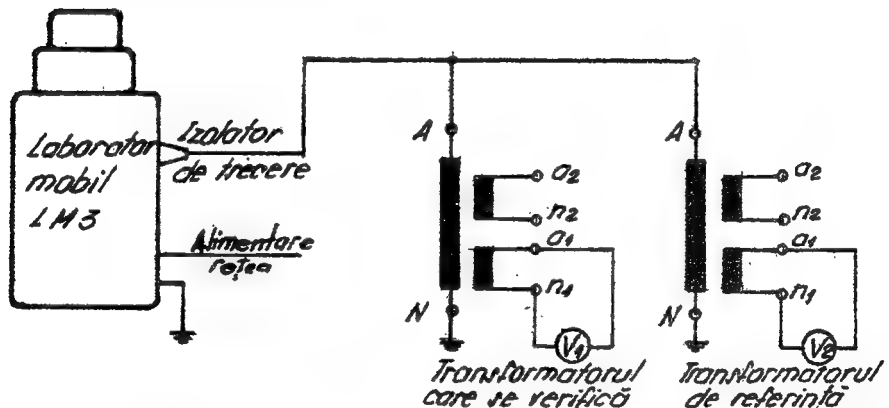 Laborator
mobil
LM3
Izolator
de trecere
Alimentare
rețea
A
a2
n2
a1
n1
N
V1
Transformatorul
care se verifică
A
a2
n2
a1
n1
N
V2
Transformatorul
de referință